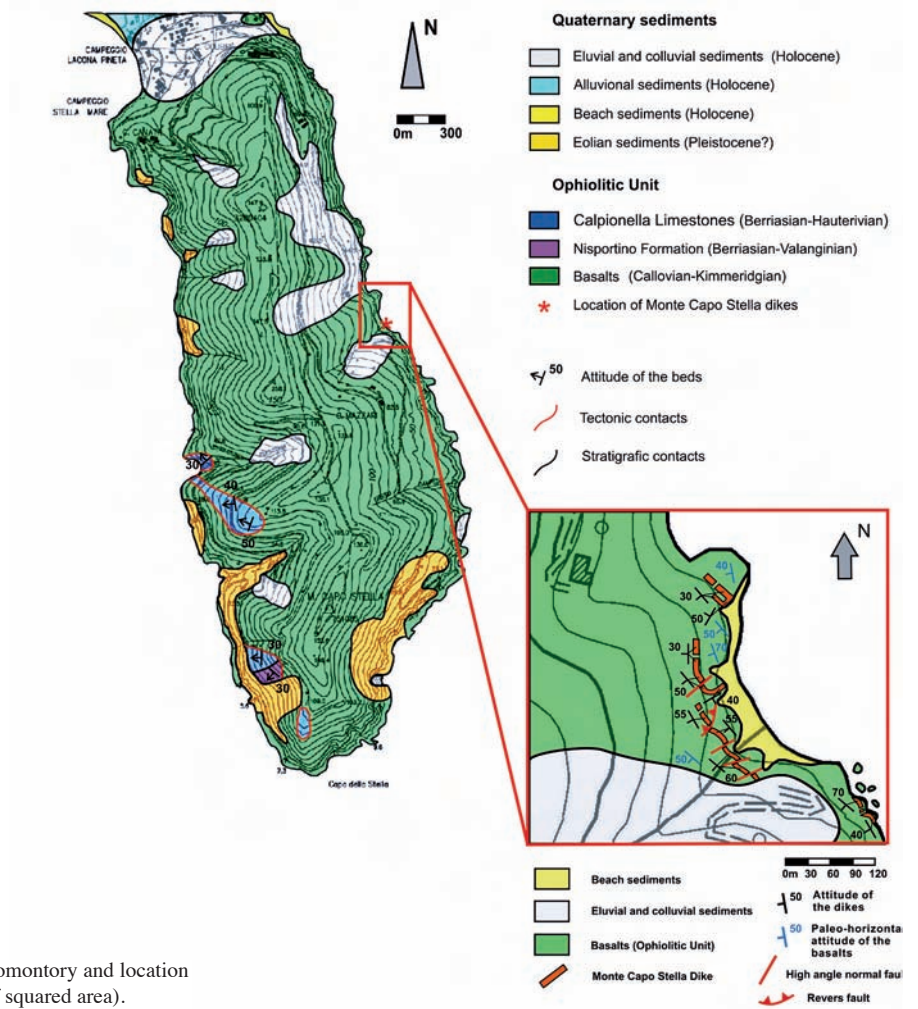 CAMPEGGIO
LACONA PINETA
CAMPEGGIO
STELLA MARE
N
0m 300
Quaternary sediments
Eluvial and colluvial sediments (Holocene)
Alluvional sediments (Holocene)
Beach sediments (Holocene)
Eolian sediments (Pleistocene?)
Ophiolitic Unit
Calpionella Limestones (Berriasian-Hauterivian)
Nisportino Formation (Berriasian-Valanginian)
Basalts (Callovian-Kimmeridgian)
* Location of Monte Capo Stella dikes
50 Attitude of the beds
Tectonic contacts
Stratigrafic contacts
150
50
100
30
40
50
M. CAPO STELLA
30
30
Capo della Stella
N
40
30
50
50
30
70
50
40
55
55
50
60
70
40
0m 30 60 90 120
Beach sediments
Eluvial and colluvial sediments
Basalts (Ophiolitic Unit)
Monte Capo Stella Dike
50 Attitude of
the dikes
50 Paleo-horizonta
attitude of the
basalts
High angle normal faul
Revers fault
omontory and location
squared area).